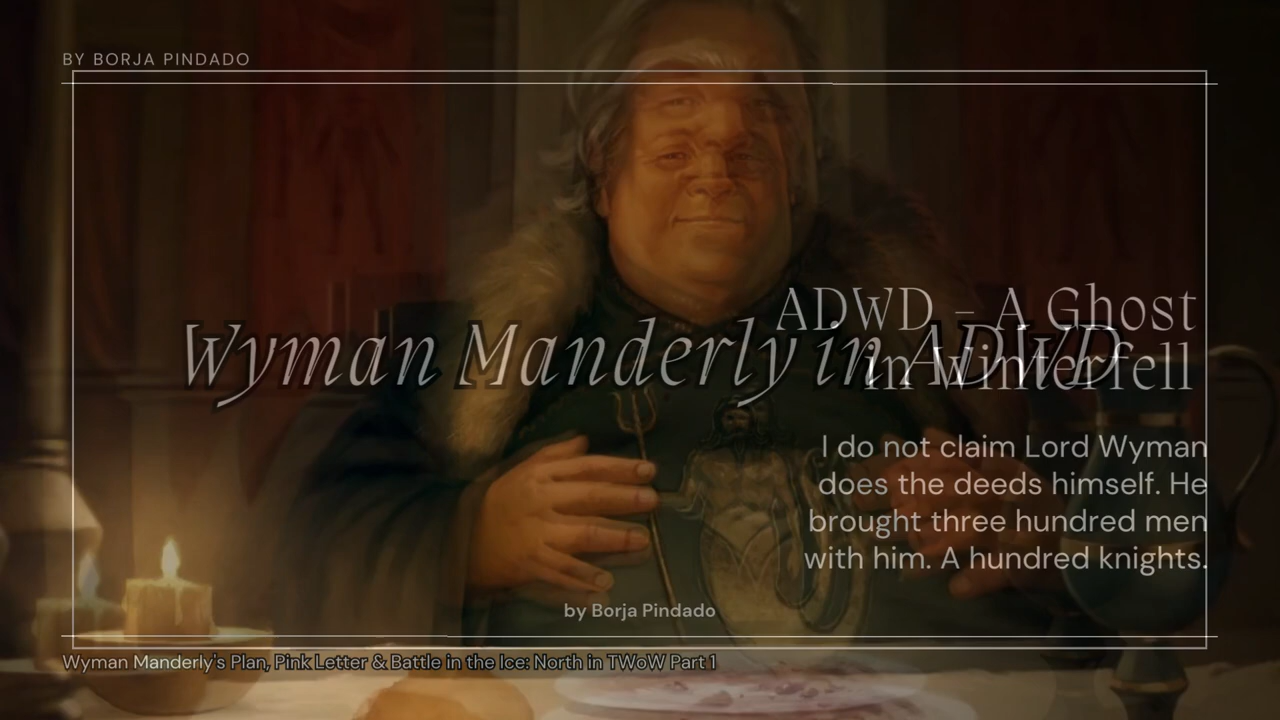 BY BORJA PINDADO
ADWD – A Ghost
Wyman Manderly in ADWD
in Winterfell
I do not claim Lord Wyman
does the deeds himself. He
brought three hundred men
with him. A hundred knights.
by Borja Pindado
Wyman Manderly's Plan, Pink Letter & Battle in the Ice: North in TWoW Part 1